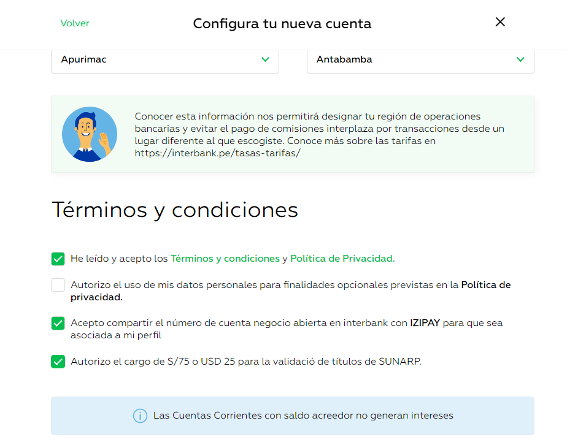 Volver
Configura tu nueva cuenta
Apurimac
Antabamba
Conocer esta información nos permitirá designar tu región de operaciones
bancarias y evitar el pago de comisiones interplaza por transacciones desde un
lugar diferente al que escogiste. Conoce más sobre las tarifas en
https://interbank.pe/tasas-tarifas/
Términos y condiciones
He leído y acepto los Términos y condiciones y Política de Privacidad.
Autorizo el uso de mis datos personales para finalidades opcionales previstas en la Política de
privacidad.
Acepto compartir el número de cuenta negocio abierta en interbank con IZIPAY para que sea
asociada a mi perfil
Autorizo el cargo de S/75 o USD 25 para la validació de títulos de SUNARP.
Las Cuentas Corrientes con saldo acreedor no generan intereses